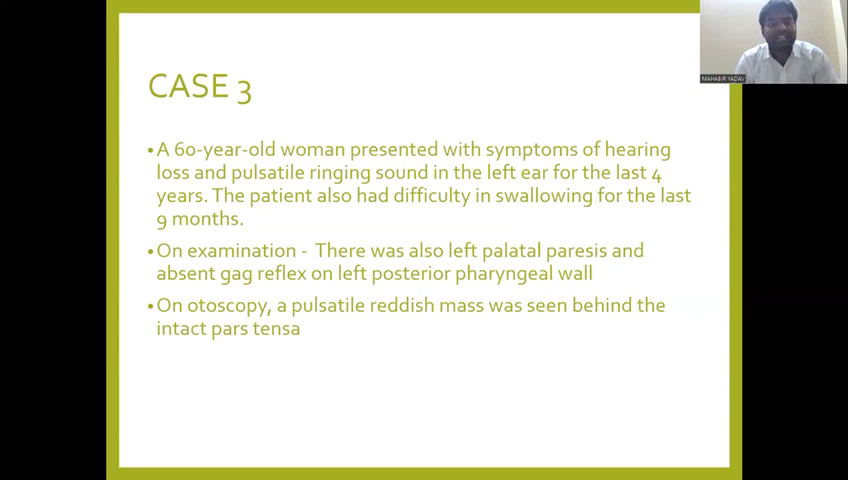 CASE 3
• A 60-year-old woman presented with symptoms of hearing
loss and pulsatile ringing sound in the left ear for the last 4
years. The patient also had difficulty in swallowing for the last
9 months.
• On examination - There was also left palatal paresis and
absent gag reflex on left posterior pharyngeal wall
• On otoscopy, a pulsatile reddish mass was seen behind the
intact pars tensa
MAHABIR YADAV